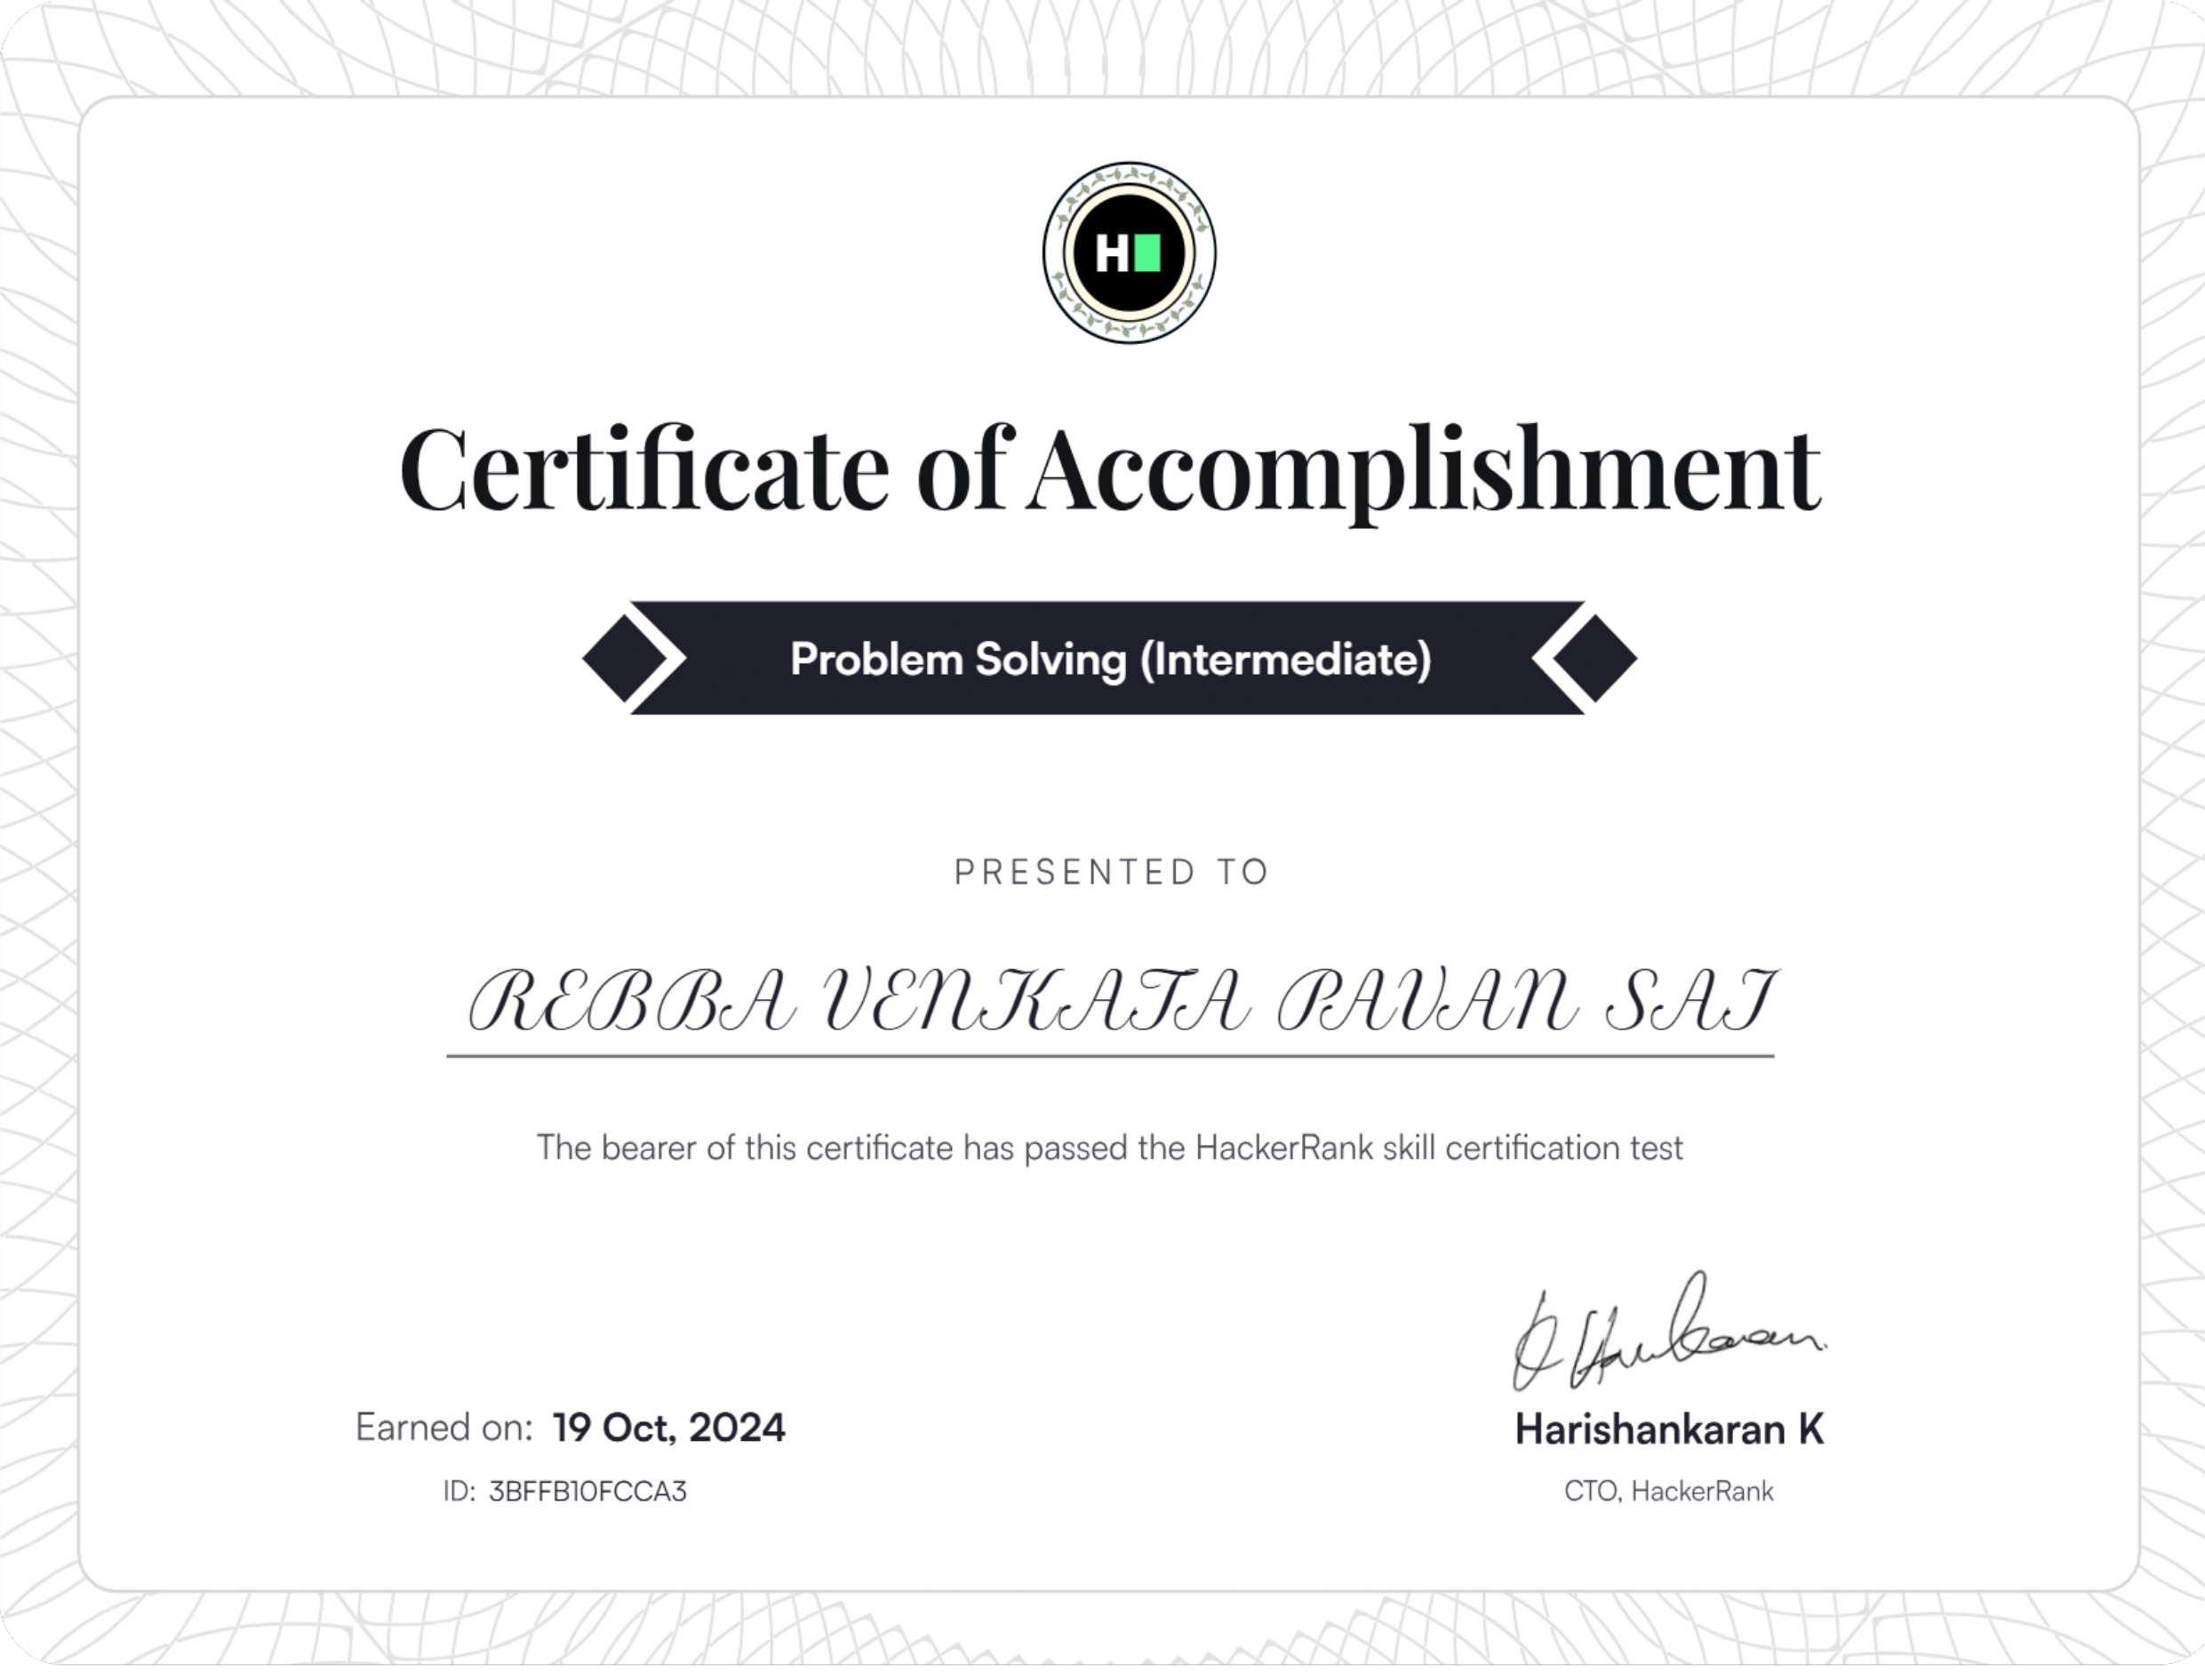 H
Certificate of Accomplishment
Problem Solving (Intermediate)
PRESENTED TO
REBBA VENKATA PAVAN SAI
The bearer of this certificate has passed the HackerRank skill certification test
Earned on: 19 Oct, 2024
ID: 3BFFB10FCCA3
Harishankaran K
CTO, HackerRank